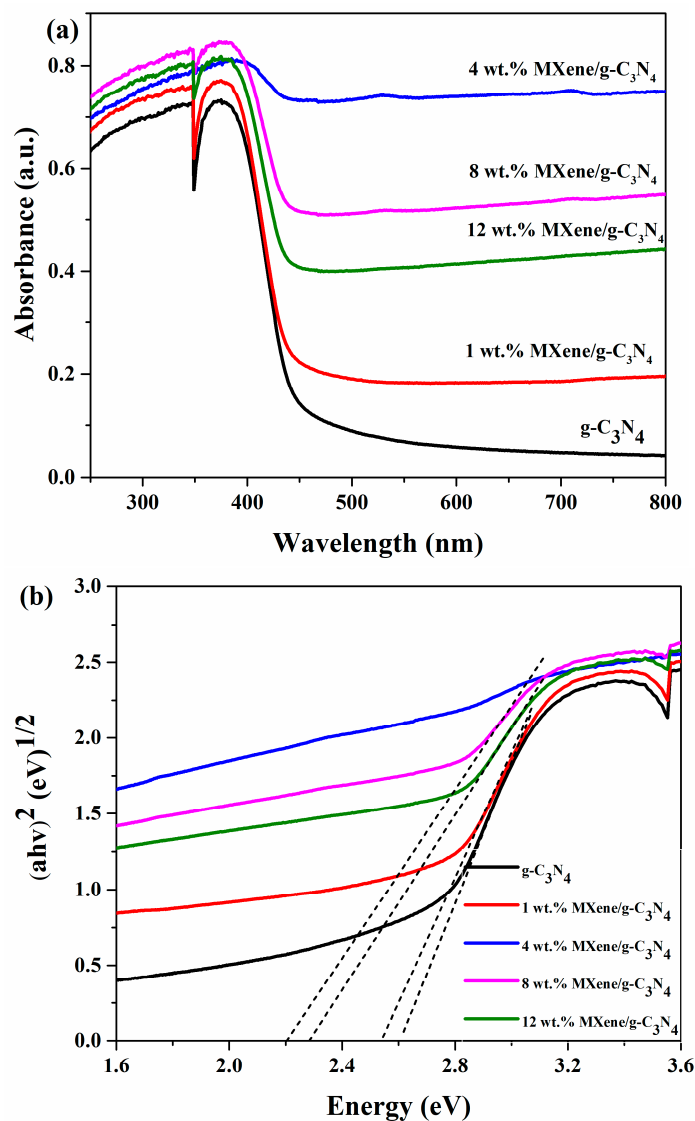 (a)
0.8
0.6
0.4
0.2
0.0
Absorbance (a.u.)
4 wt.% MXene/g-C₃N₄
8 wt.% MXene/g-C₃N₄
12 wt.% MXene/g-C₃N₄
1 wt.% MXene/g-C₃N₄
g-C₃N₄
300 400 500 600 700 800
Wavelength (nm)
(b)
3.0
2.5
2.0
1.5
1.0
0.5
0.0
(ahv)² (eV)1/2
g-C₃N₄
1 wt.% MXene/g-C₃N₄
4 wt.% MXene/g-C₃N₄
8 wt.% MXene/g-C₃N₄
12 wt.% MXene/g-C₃N₄
1.6 2.0 2.4 2.8 3.2 3.6
Energy (eV)